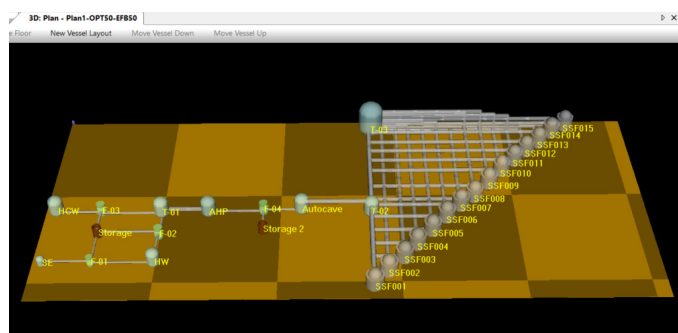 3D: Plan - Plan1-OPT50-EFB50
e Floor New Vessel Layout Move Vessel Down Move Vessel Up
T-03
SSF015
SSF014
SSF013
SSF012
SSF011
SSF010
SSF009
SSF008
HGW F-03 T-01 AHP F-04 Autocave T-02 SSF007
SSF006
Storage F-02 Storage 2
SSF005
SSF004
SE F-01 HW SSF003
SSF002
SSF001